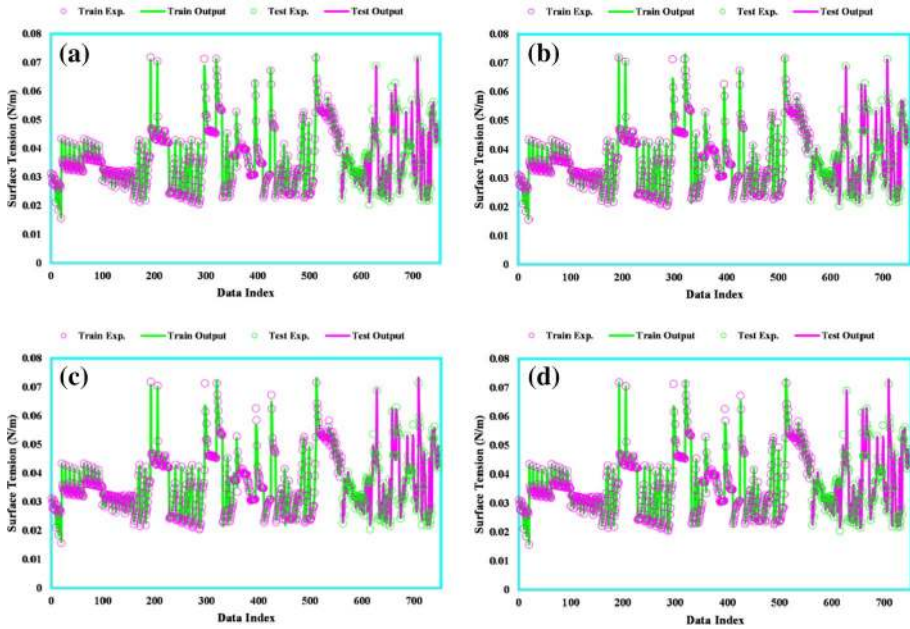 Train Exp. Train Output Test Exp. Test Output
(a)
Surface Tension (N/m)
0.08
0.07
0.06
0.05
0.04
0.03
0.02
0.01
0
0 100 200 300 400 500 600 700
Data Index
Train Exp. Train Output Test Exp. Test Output
(b)
Surface Tension (N/m)
0.08
0.07
0.06
0.05
0.04
0.03
0.02
0.01
0
0 100 200 300 400 500 600 700
Data Index
Train Exp. Train Output Test Exp. Test Output
(c)
Surface Tension (N/m)
0.08
0.07
0.06
0.05
0.04
0.03
0.02
0.01
0
0 100 200 300 400 500 600 700
Data Index
Train Exp. Train Output Test Exp. Test Output
(d)
Surface Tension (N/m)
0.08
0.07
0.06
0.05
0.04
0.03
0.02
0.01
0
0 100 200 300 400 500 600 700
Data Index